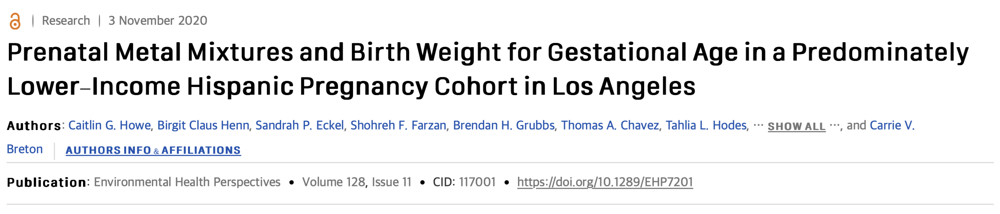 | Research | 3 November 2020
Prenatal Metal Mixtures and Birth Weight for Gestational Age in a Predominately
Lower–Income Hispanic Pregnancy Cohort in Los Angeles
Authors: Caitlin G. Howe, Birgit Claus Henn, Sandrah P. Eckel, Shohreh F. Farzan, Brendan H. Grubbs, Thomas A. Chavez, Tahlia L. Hodes, ··· SHOW ALL ···, and Carrie V.
Breton | AUTHORS INFO & AFFILIATIONS
Publication: Environmental Health Perspectives • Volume 128, Issue 11 • CID: 117001 • https://doi.org/10.1289/EHP7201